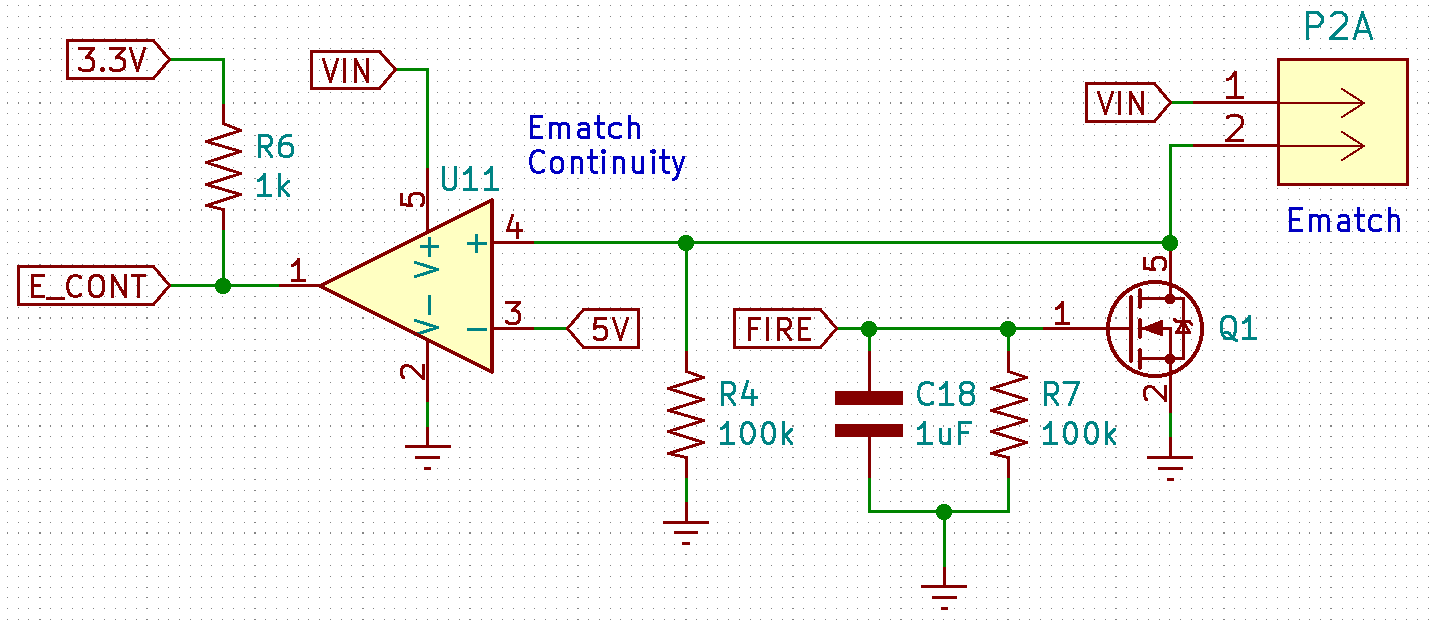 P2A
3.3V
VIN
VIN
1
2
Ematch
Continuity
R6
1k
U11
5
4
Ematch
+
V+
5
E_CONT
1
V-
-
3
5V
FIRE
1
Q1
2
2
R4
100k
C18
1uF
R7
100k